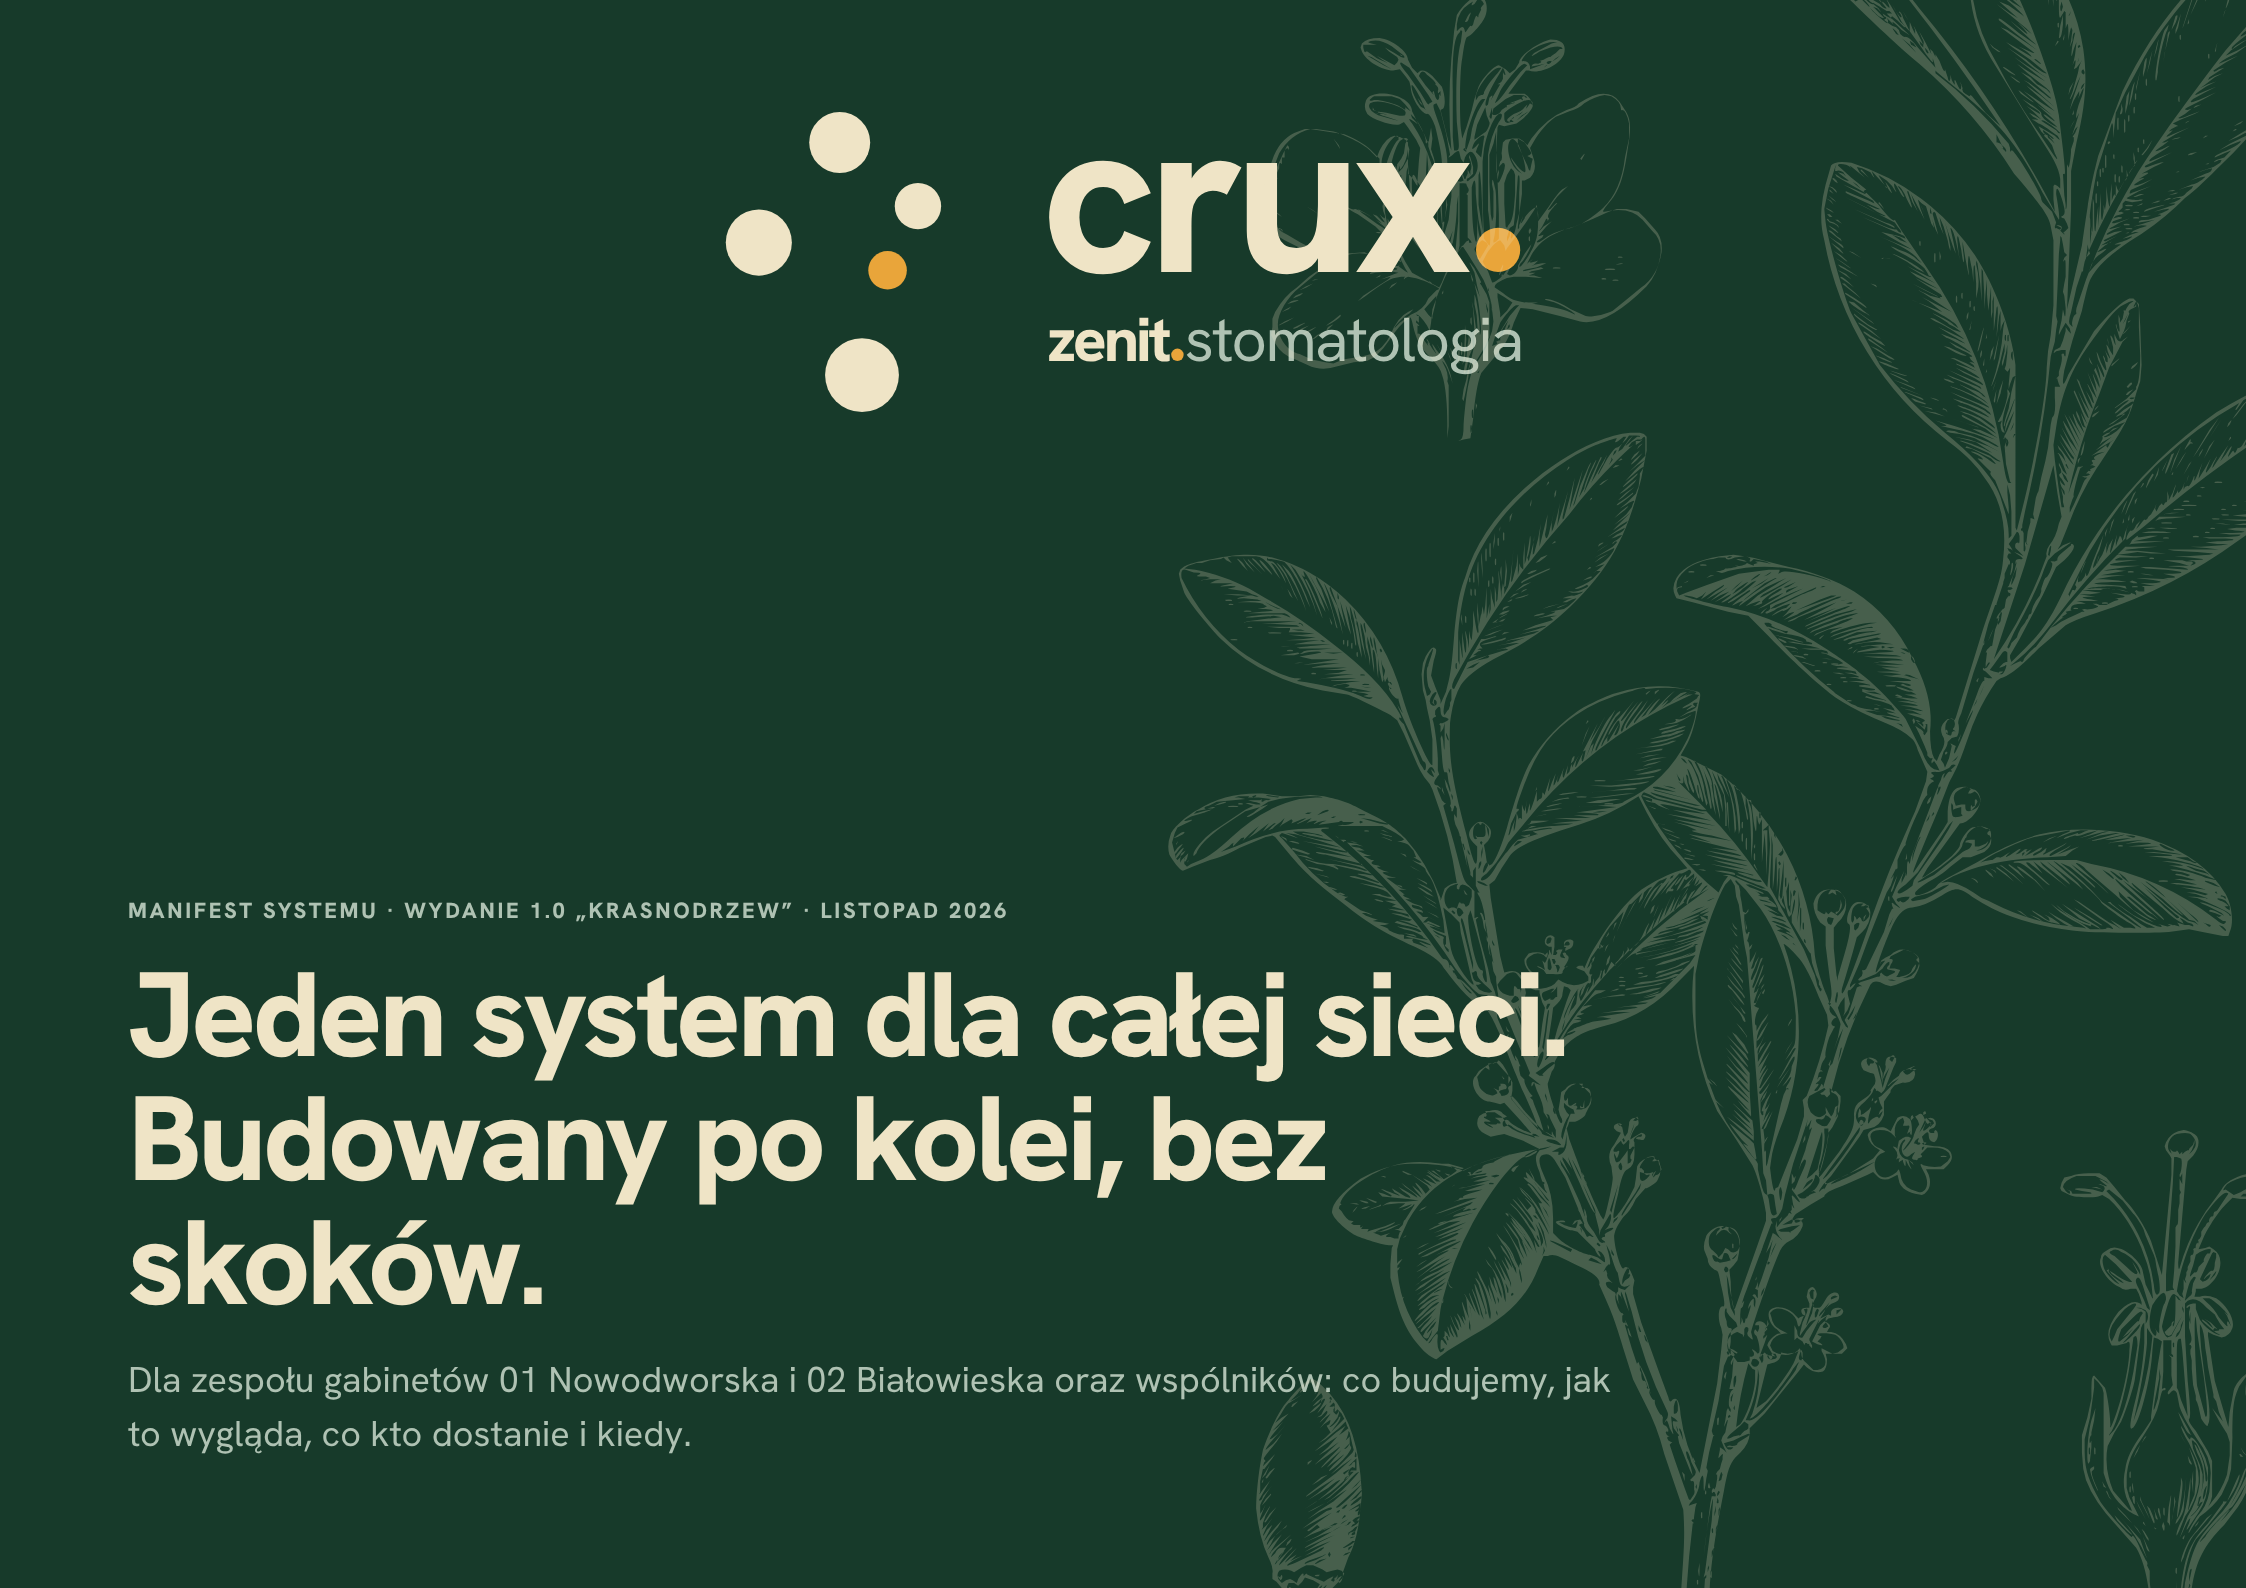 crux.
zenit.stomatologia
MANIFEST SYSTEMU · WYDANIE 1.0 „KRASNODRZEW” · LISTOPAD 2026
Jeden system dla całej sieci.
Budowany po kolei, bez
skoków.
Dla zespołu gabinetów 01 Nowodworska i 02 Białowieska oraz wspólników: co budujemy, jak
to wygląda, co kto dostanie i kiedy.